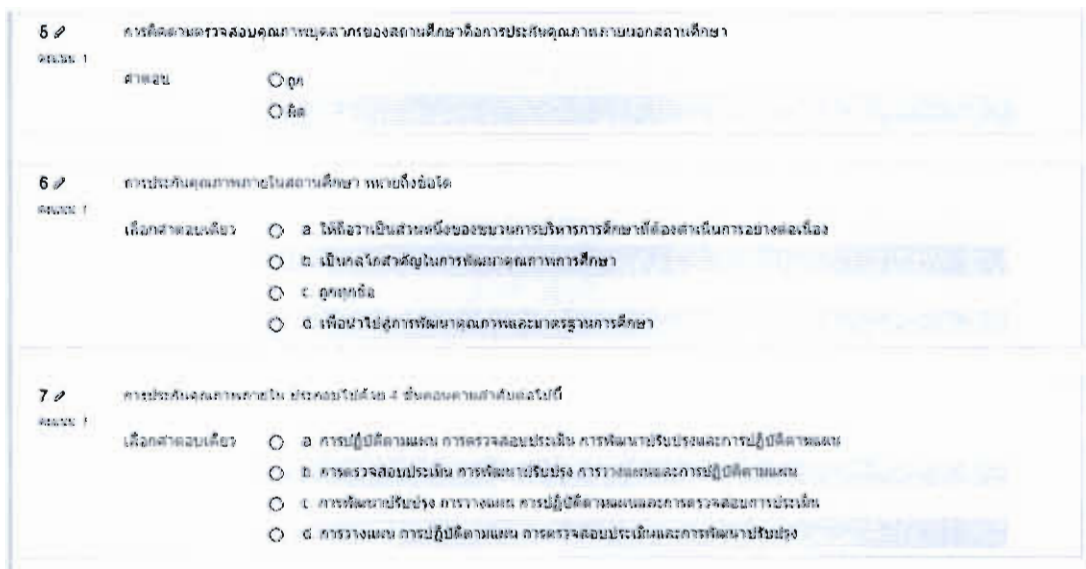 5 การติดตามตรวจสอบคุณภาพบุคลากรของสถานศึกษาคือการประกันคุณภาพภายนอกสถานศึกษา
คะแนน: 1
คำตอบ ถูก
ผิด
6 การประกันคุณภาพภายในสถานศึกษา หมายถึงข้อใด
คะแนน: 1
เลือกคำตอบเดียว a. ให้ถือว่าเป็นส่วนหนึ่งของขบวนการบริหารการศึกษาที่ต้องดำเนินการอย่างต่อเนื่อง
b. เป็นกลไกสำคัญในการพัฒนาคุณภาพการศึกษา
c. ถูกทุกข้อ
d. เพื่อนำไปสู่การพัฒนาคุณภาพและมาตรฐานการศึกษา
7 การประกันคุณภาพภายใน ประกอบไปด้วย 4 ขั้นตอนตามลำดับต่อไปนี้
คะแนน: 1
เลือกคำตอบเดียว a. การปฏิบัติตามแผน การตรวจสอบประเมิน การพัฒนาปรับปรุงและการปฏิบัติตามแผน
b. การตรวจสอบประเมิน การพัฒนาปรับปรุง การวางแผนและการปฏิบัติตามแผน
c. การพัฒนาปรับปรุง การวางแผน การปฏิบัติตามแผนและการตรวจสอบการประเมิน
d. การวางแผน การปฏิบัติตามแผน การตรวจสอบประเมินและการพัฒนาปรับปรุง